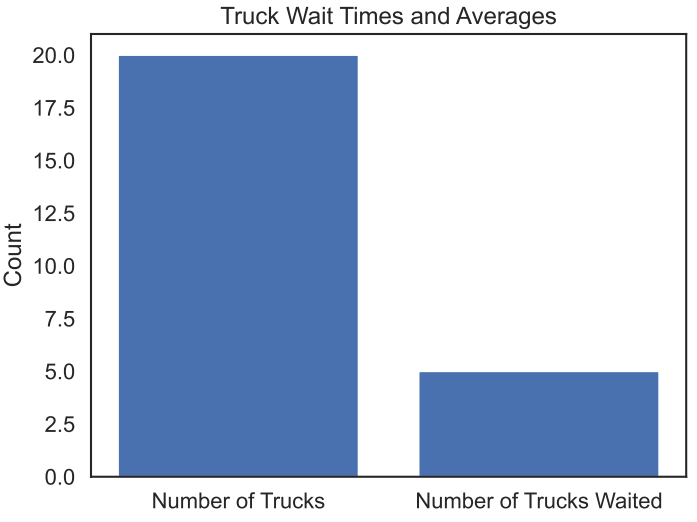 Truck Wait Times and Averages
20.0
17.5
15.0
12.5
10.0
7.5
5.0
2.5
0.0
Count
Number of Trucks
Number of Trucks Waited